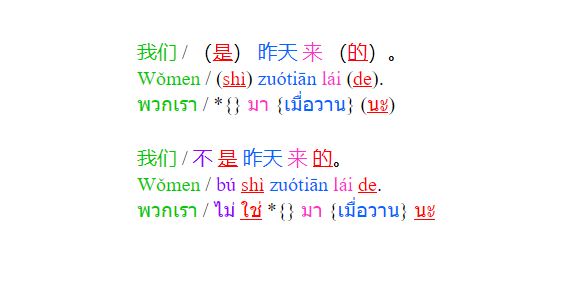 我们 / （是） 昨天 来 （的）。
Wǒmen / (shì) zuótiān lái (de).
พวกเรา / *{} มา {เมื่อวาน} (นะ)
我们 / 不 是 昨天 来 的。
Wǒmen / bú shì zuótiān lái de.
พวกเรา / ไม่ ใช่ *{} มา {เมื่อวาน} นะ